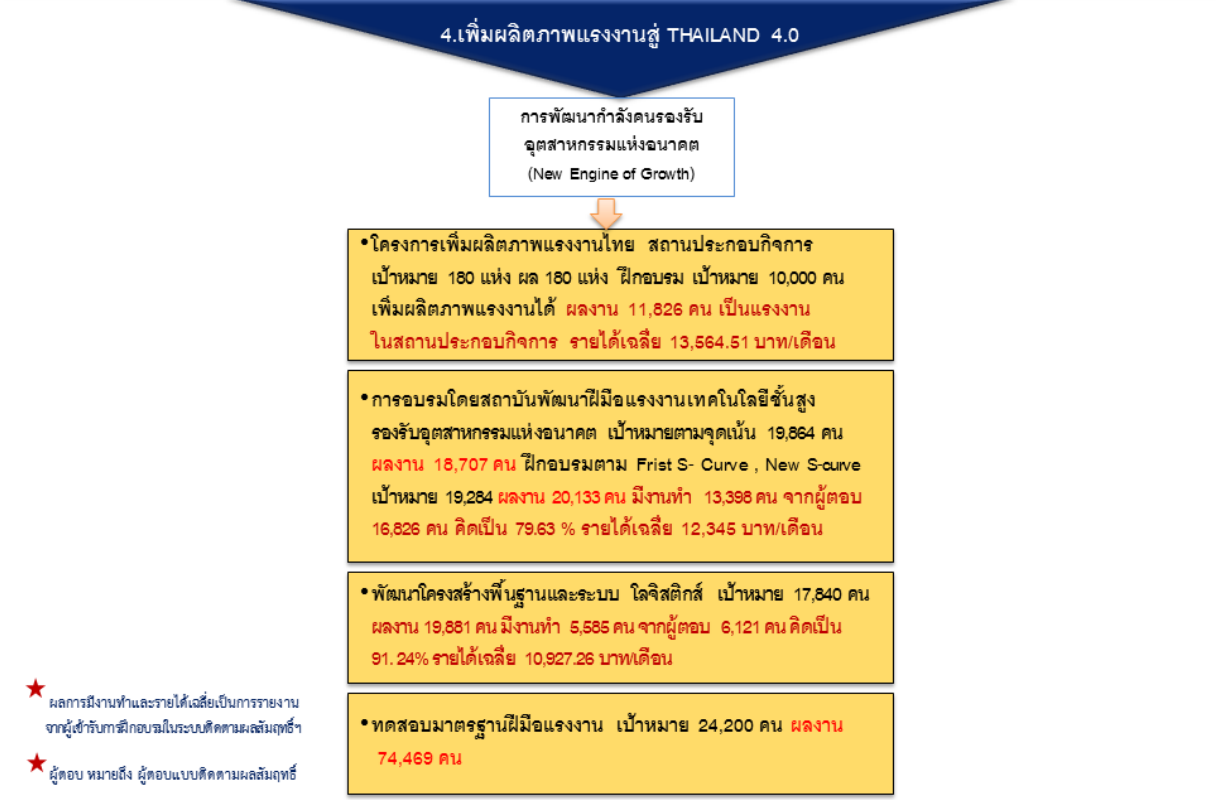 4.เพิ่มผลิตภาพแรงงานสู่ THAILAND 4.0
การพัฒนากำลังคนรองรับ
อุตสาหกรรมแห่งอนาคต
(New Engine of Growth)
•โครงการเพิ่มผลิตภาพแรงงานไทย สถานประกอบกิจการ
เป้าหมาย 180 แห่ง ผล 180 แห่ง ฝึกอบรม เป้าหมาย 10,000 คน
เพิ่มผลิตภาพแรงงานได้ ผลงาน 11,826 คน เป็นแรงงาน
ในสถานประกอบกิจการ รายได้เฉลี่ย 13,564.51 บาท/เดือน
•การอบรมโดยสถาบันพัฒนาฝีมือแรงงานเทคโนโลยีชั้นสูง
รองรับอุตสาหกรรมแห่งอนาคต เป้าหมายตามจุดเน้น 19,864 คน
ผลงาน 18,707 คน ฝึกอบรมตาม Frist S- Curve , New S-curve
เป้าหมาย 19,284 ผลงาน 20,133 คน มีงานทำ 13,398 คน จากผู้ตอบ
16,826 คน คิดเป็น 79.63 % รายได้เฉลี่ย 12,345 บาท/เดือน
•พัฒนาโครงสร้างพื้นฐานและระบบ โลจิสติกส์ เป้าหมาย 17,840 คน
ผลงาน 19,881 คน มีงานทำ 5,585 คน จากผู้ตอบ 6,121 คน คิดเป็น
91.24% รายได้เฉลี่ย 10,927.26 บาท/เดือน
•ทดสอบมาตรฐานฝีมือแรงงาน เป้าหมาย 24,200 คน ผลงาน
74,469 คน
ผลการมีงานทำและรายได้เฉลี่ยเป็นการรายงาน
จากผู้เข้ารับการฝึกอบรมในระบบติดตามผลสัมฤทธิ์ฯ
ผู้ตอบ หมายถึง ผู้ตอบแบบติดตามผลสัมฤทธิ์